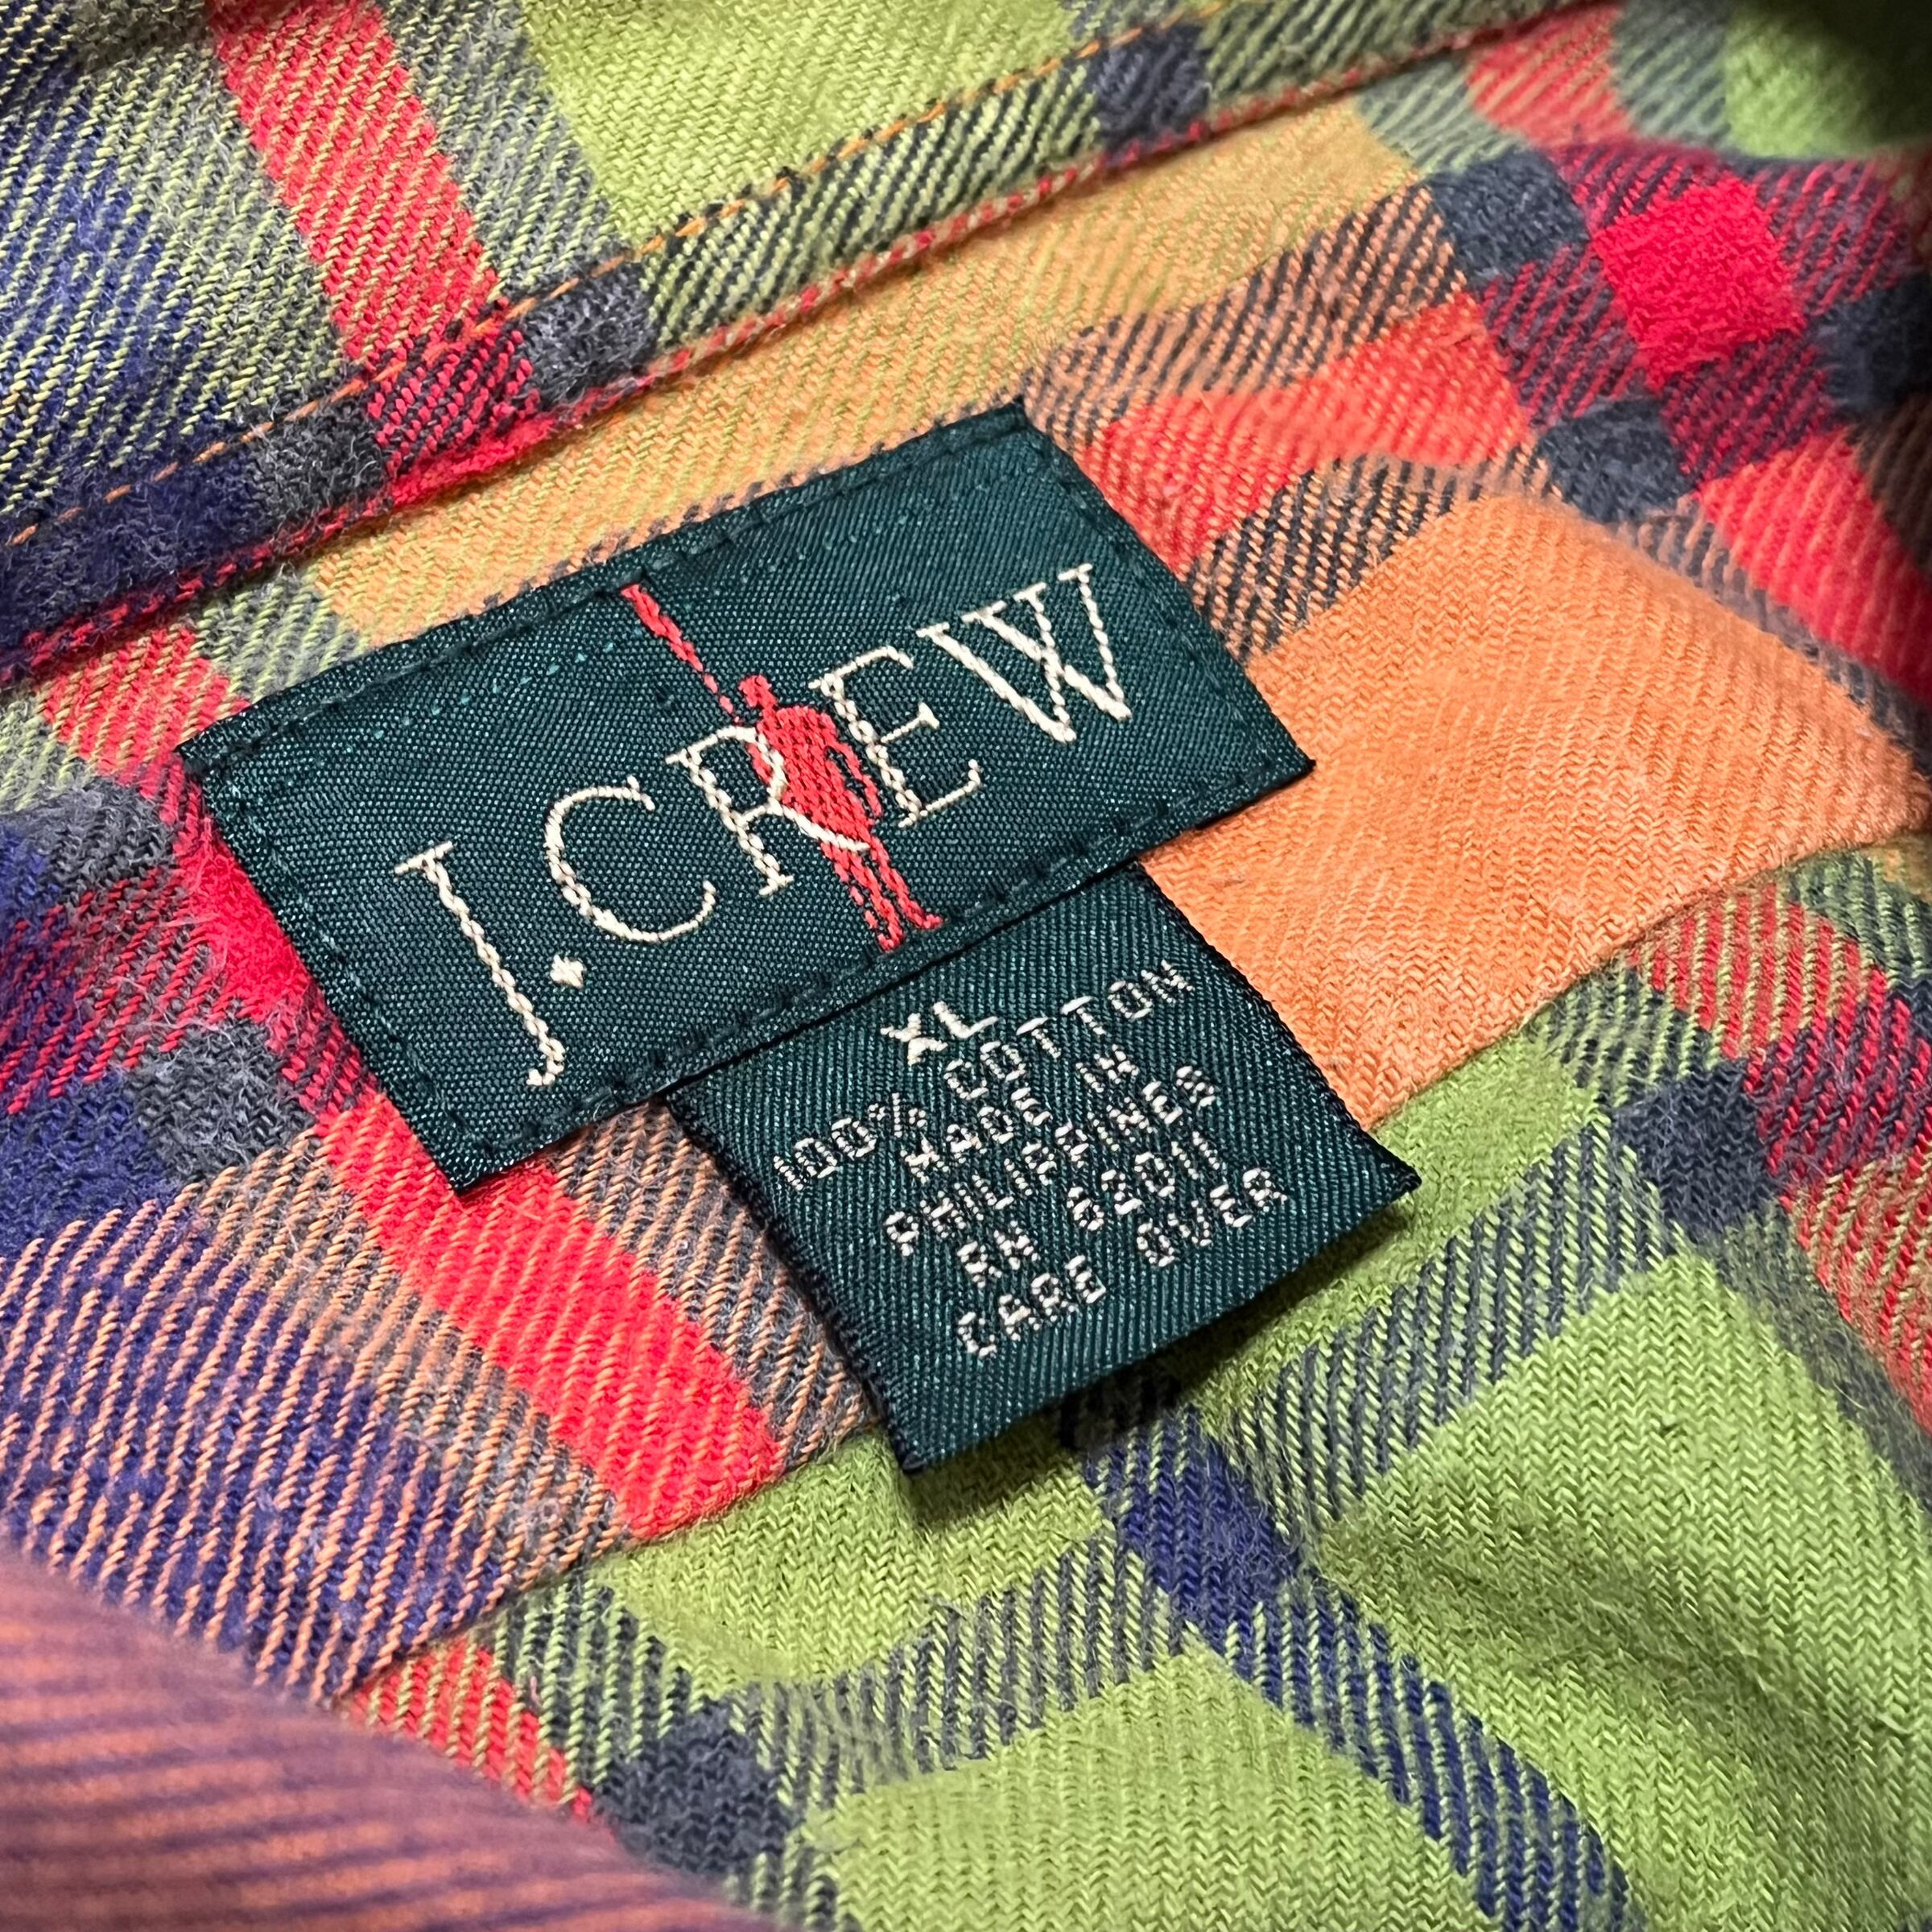 J.CREW
XL
100% COTTON
MADE IN
PHILIPPINES
RN 62011
CARE OVER